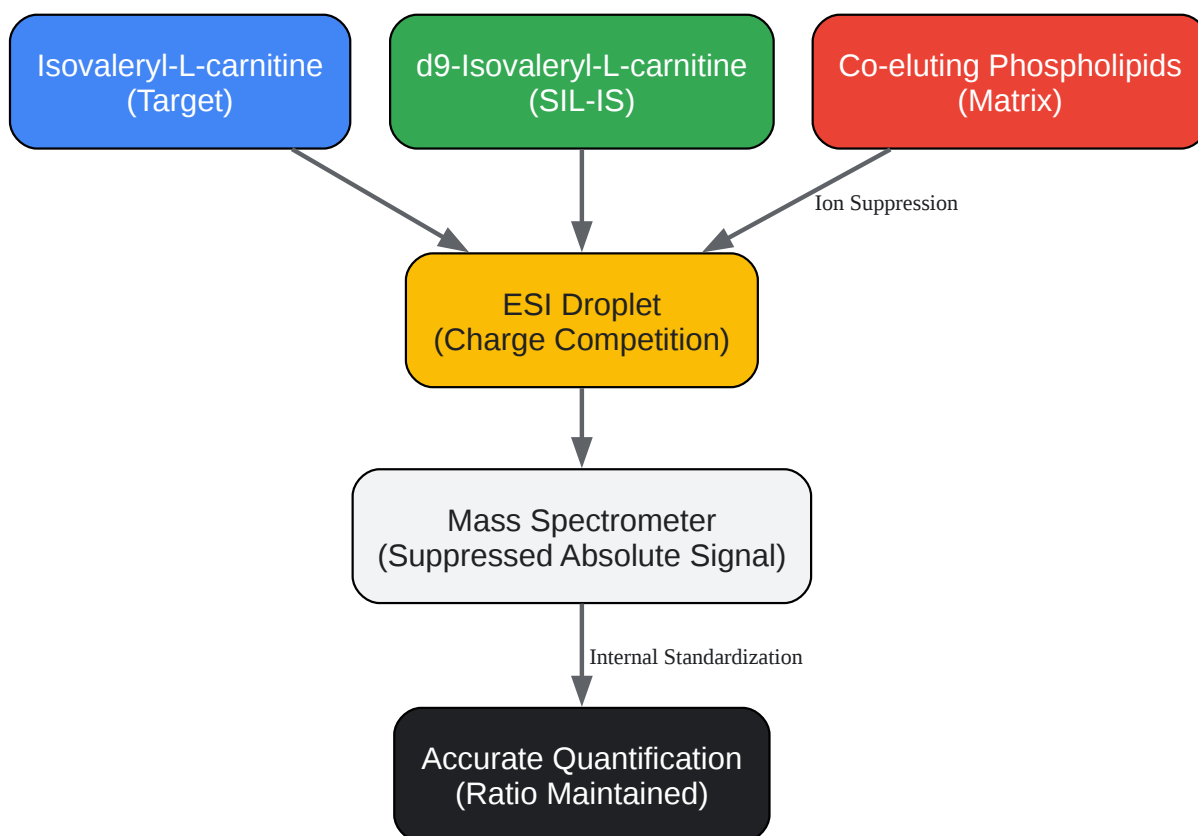 Isovaleryl-L-carnitine
(Target)
d9-Isovaleryl-L-carnitine
(SIL-IS)
Co-eluting Phospholipids
(Matrix)
Ion Suppression
ESI Droplet
(Charge Competition)
Mass Spectrometer
(Suppressed Absolute Signal)
Internal Standardization
Accurate Quantification
(Ratio Maintained)